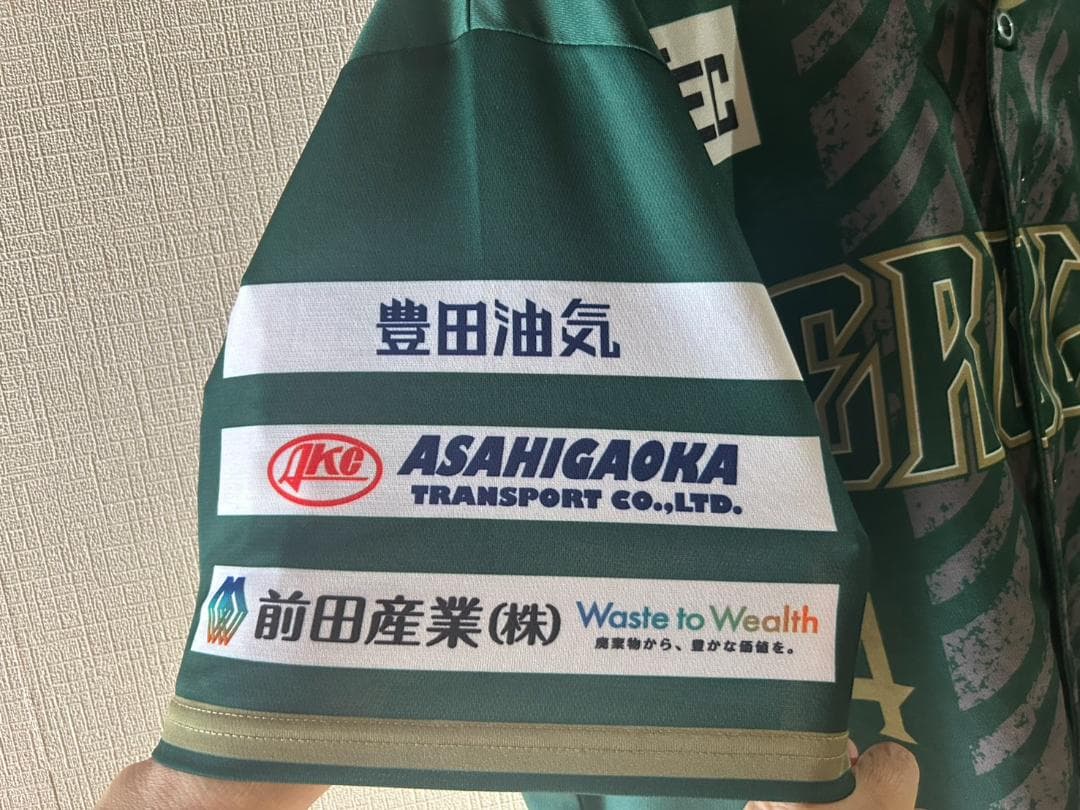 EC
豊田油気
AKC ASAHIGAOKA
TRANSPORT CO.,LTD.
前田産業(株) Waste to Wealth
廃棄物から、豊かな価値を。